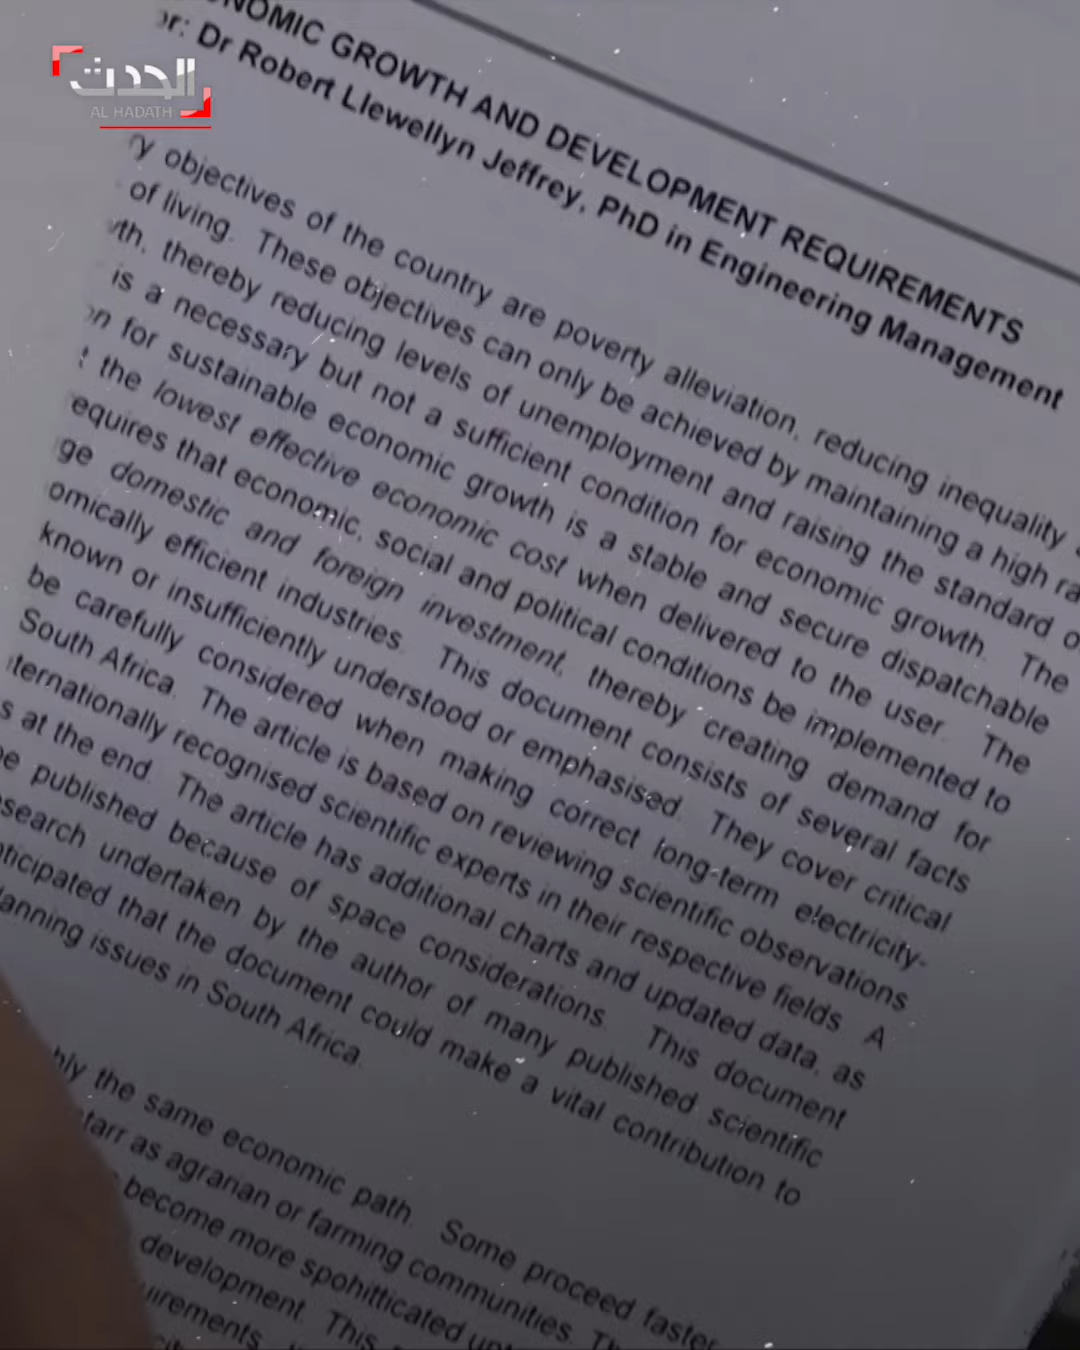 الحدث
AL HADATH
NOMIC GROWTH AND DEVELOPMENT REQUIREMENTS
or: Dr Robert Llewellyn Jeffrey, PhD in Engineering Management
ry objectives of the country are poverty alleviation, reducing inequality
of living. These objectives can only be achieved by maintaining a high ra
th, thereby reducing levels of unemployment and raising the standard o
is a necessary but not a sufficient condition for economic growth. The
on for sustainable economic growth is a stable and secure dispatchable
t the lowest effective economic cost when delivered to the user. The
equires that economic, social and political conditions be implemented to
ge domestic and foreign investment, thereby creating demand for
omically efficient industries. This document consists of several facts
known or insufficiently understood or emphasised. They cover critical
be carefully considered when making correct long-term electricity-
South Africa. The article is based on reviewing scientific observations
ternationally recognised scientific experts in their respective fields. A
s at the end. The article has additional charts and updated data, as
be published because of space considerations. This document
search undertaken by the author of many published scientific
ticipated that the document could make a vital contribution to
lanning issues in South Africa.
bly the same economic path. Some proceed faster
tarr as agrarian or farming communities. Th
become more spohitticated
development. This
uirements